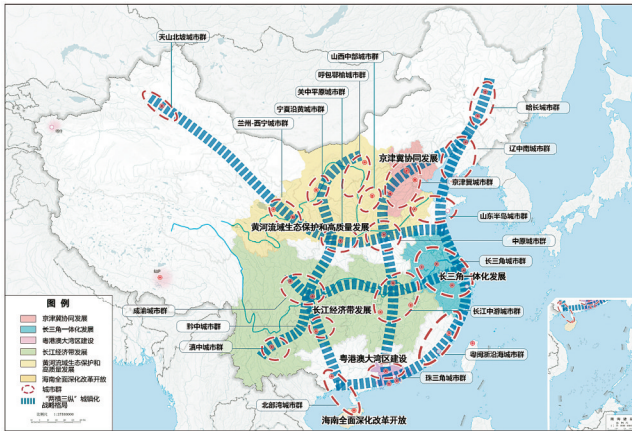 天山北坡城市群
山西中部城市群
呼包鄂榆城市群
关中平原城市群
宁夏沿黄城市群
兰州-西宁城市群
哈长城市群
辽中南城市群
京津冀协同发展
京津冀城市群
山东半岛城市群
黄河流域生态保护和高质量发展
中原城市群
长三角城市群
长三角一体化发展
成渝城市群
长江经济带发展
长江中游城市群
黔中城市群
滇中城市群
粤港澳大湾区建设
粤闽浙沿海城市群
珠三角城市群
北部湾城市群
海南全面深化改革开放
图 例
京津冀协同发展
长三角一体化发展
粤港澳大湾区建设
长江经济带发展
黄河流域生态保护和
高质量发展
海南全面深化改革开放
城市群
“两横三纵”城镇化
战略格局